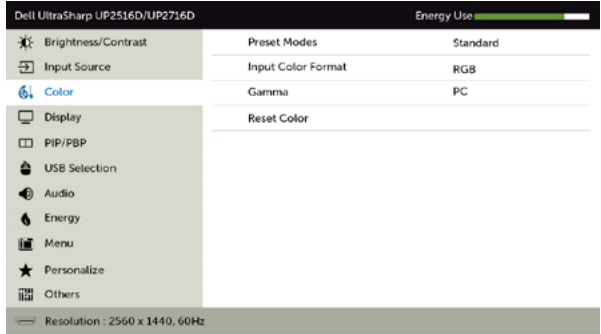 Dell UltraSharp UP2516D/UP2716D Energy Use
Brightness/Contrast Preset Modes Standard
Input Source Input Color Format RGB
Color Gamma PC
Display Reset Color
PIP/PBP
USB Selection
Audio
Energy
Menu
Personalize
Others
Resolution : 2560 x 1440, 60Hz